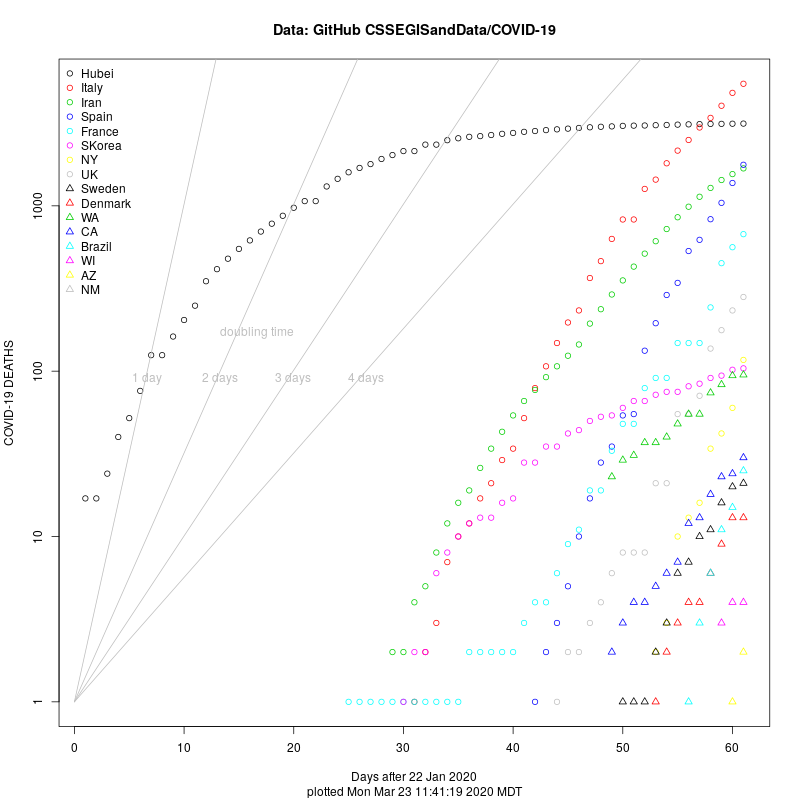 Data: GitHub CSSEGISandData/COVID-19
Hubei
Italy
Iran
Spain
France
SKorea
NY
UK
Sweden
Denmark
WA
CA
Brazil
WI
AZ
NM
doubling time
1 day 2 days 3 days 4 days
COVID-19 DEATHS
1000
100
10
1
0 10 20 30 40 50 60
Days after 22 Jan 2020
plotted Mon Mar 23 11:41:19 2020 MDT